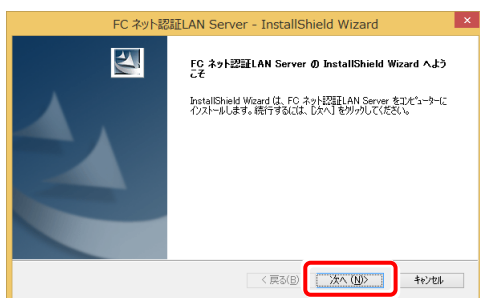 FC ネット認証LAN Server - InstallShield Wizard
×
FC ネット認証LAN Server の InstallShield Wizard へよう
こそ
InstallShield Wizard は、FC ネット認証LAN Server をコンピューターに
インストールします。続行するには、[次へ] をクリックしてください。
< 戻る(B) 次へ (N)> キャンセル